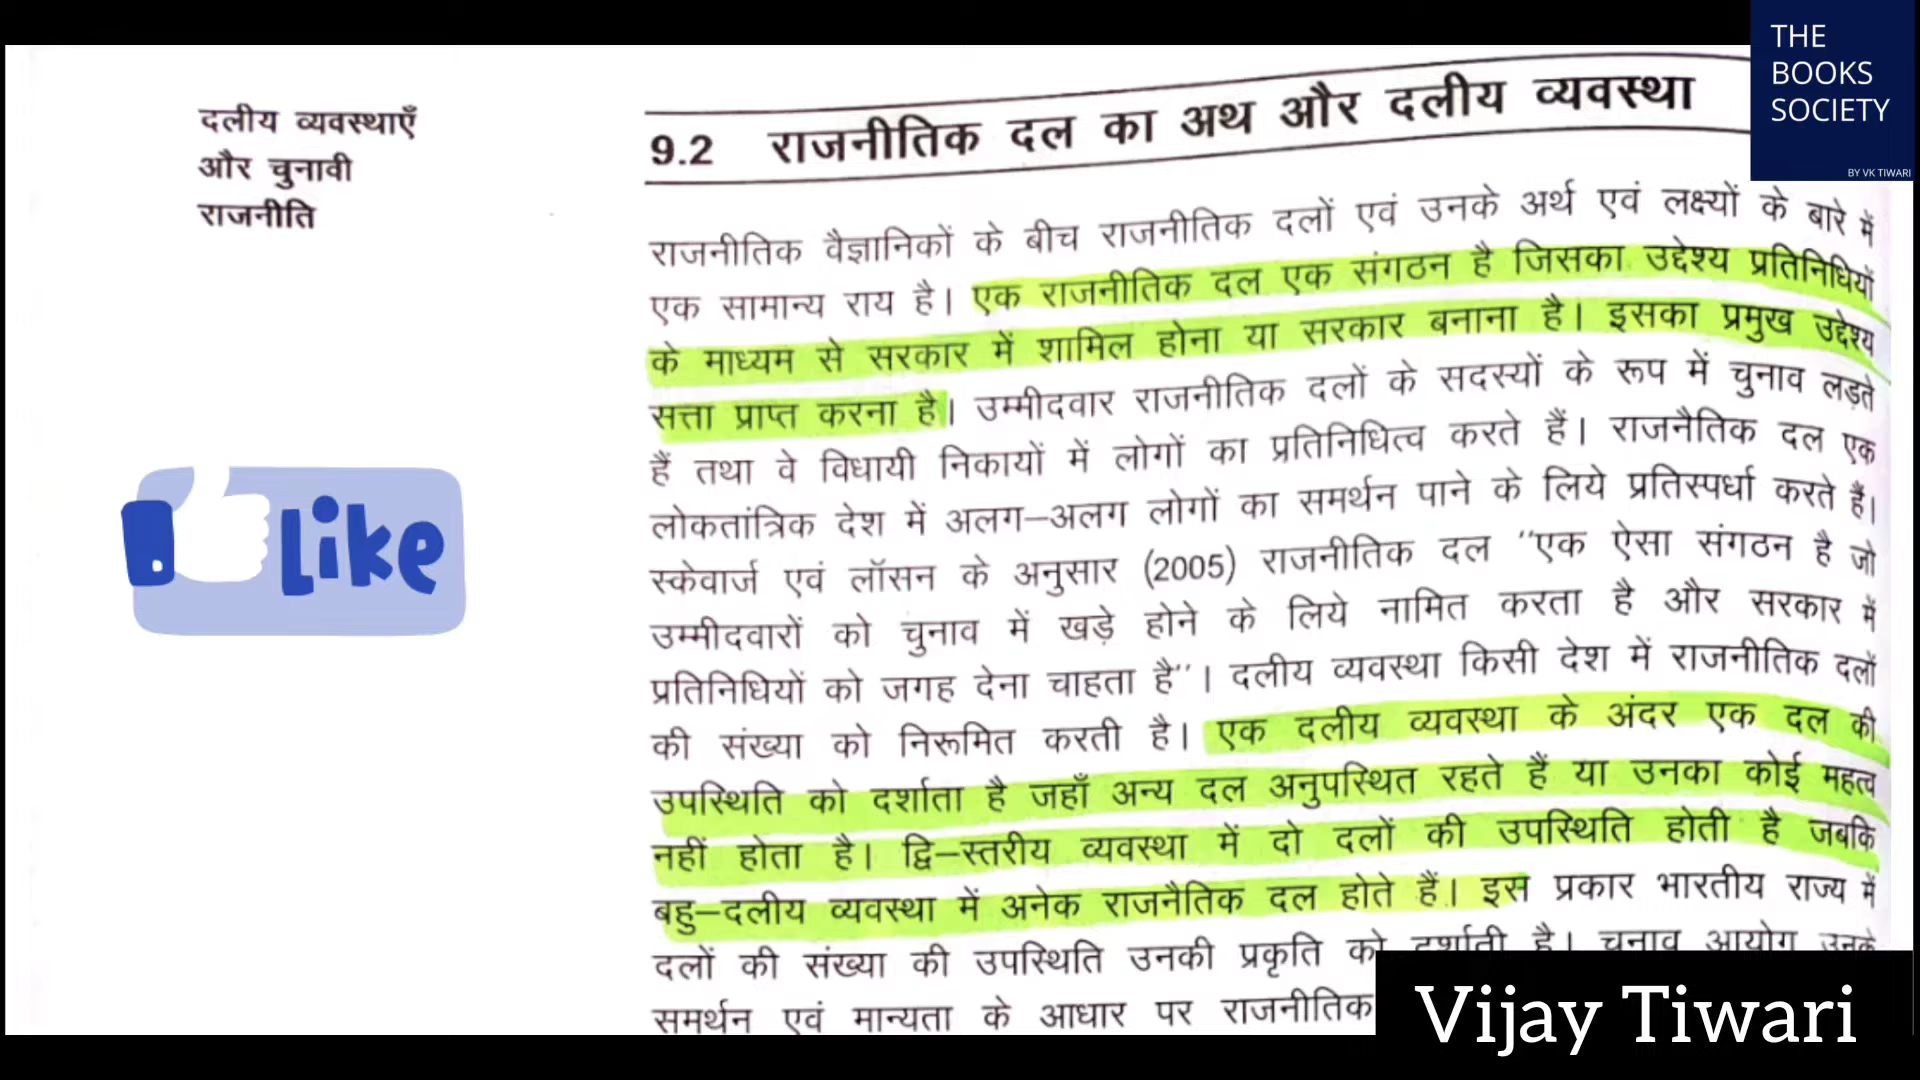 THE
BOOKS
SOCIETY
BY VK TIWARI
दलीय व्यवस्थाएँ
और चुनावी
राजनीति
9.2 राजनीतिक दल का अथ और दलीय व्यवस्था
राजनीतिक वैज्ञानिकों के बीच राजनीतिक दलों एवं उनके अर्थ एवं लक्ष्यों के बारे में
एक सामान्य राय है। एक राजनीतिक दल एक संगठन है जिसका उद्देश्य प्रतिनिधियों
के माध्यम से सरकार में शामिल होना या सरकार बनाना है। इसका प्रमुख उद्देश्य
सत्ता प्राप्त करना है। उम्मीदवार राजनीतिक दलों के सदस्यों के रूप में चुनाव लड़ते
हैं तथा वे विधायी निकायों में लोगों का प्रतिनिधित्व करते हैं। राजनैतिक दल एक
लोकतांत्रिक देश में अलग–अलग लोगों का समर्थन पाने के लिये प्रतिस्पर्धा करते हैं।
स्केवार्ज एवं लॉसन के अनुसार (2005) राजनीतिक दल "एक ऐसा संगठन है जो
उम्मीदवारों को चुनाव में खड़े होने के लिये नामित करता है और सरकार में
प्रतिनिधियों को जगह देना चाहता है"। दलीय व्यवस्था किसी देश में राजनीतिक दलों
की संख्या को निरूमित करती है। एक दलीय व्यवस्था के अंदर एक दल की
उपस्थिति को दर्शाता है जहाँ अन्य दल अनुपस्थित रहते हैं या उनका कोई महत्व
नहीं होता है। द्वि–स्तरीय व्यवस्था में दो दलों की उपस्थिति होती है जबकि
बहु–दलीय व्यवस्था में अनेक राजनैतिक दल होते हैं। इस प्रकार भारतीय राज्य में
दलों की संख्या की उपस्थिति उनकी प्रकृति को दर्शाती है। चुनाव आयोग उनके
समर्थन एवं मान्यता के आधार पर राजनीतिक
Like
Vijay Tiwari